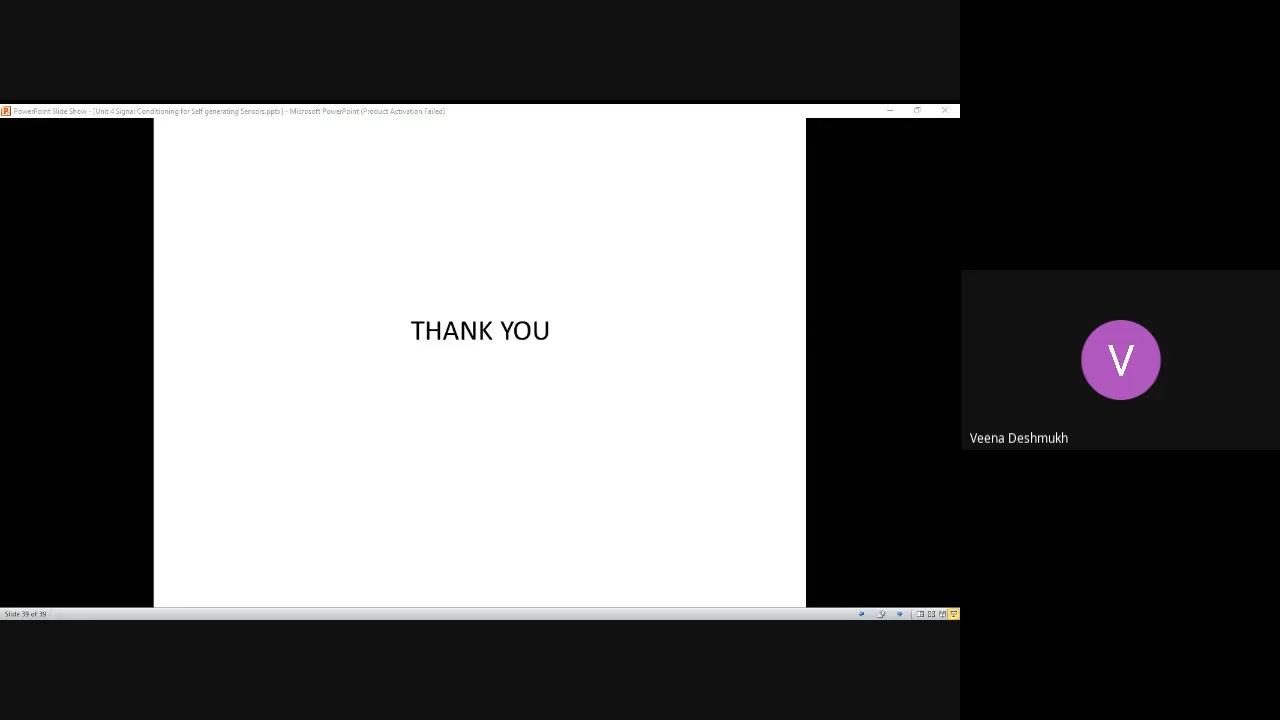 PowerPoint Slide Show - [Unit 4 Signal Conditioning for Self generating Sensors.pptx] - Microsoft PowerPoint (Product Activation Failed)
THANK YOU
V
Veena Deshmukh
Slide 39 of 39